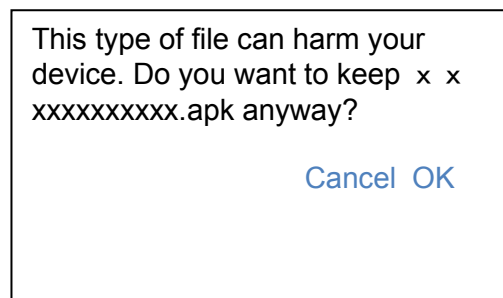 This type of file can harm your
device. Do you want to keep x x
xxxxxxxxxx.apk anyway?
Cancel OK